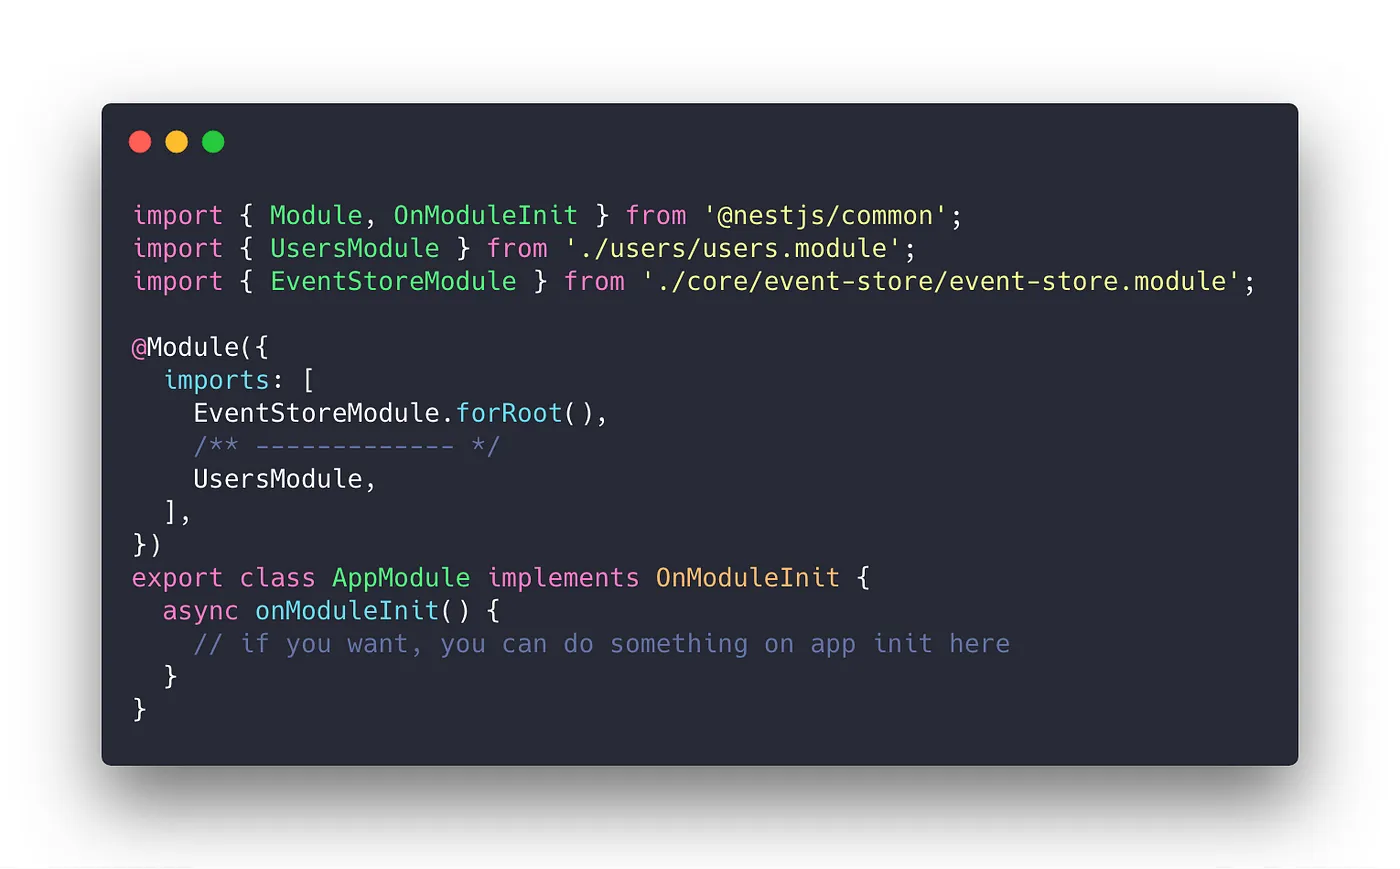 import { Module, OnModuleInit } from '@nestjs/common';
import { UsersModule } from './users/users.module';
import { EventStoreModule } from './core/event-store/event-store.module';

@Module({
  imports: [
    EventStoreModule.forRoot(),
    /** ------------- */
    UsersModule,
  ],
})
export class AppModule implements OnModuleInit {
  async onModuleInit() {
    // if you want, you can do something on app init here
  }
}